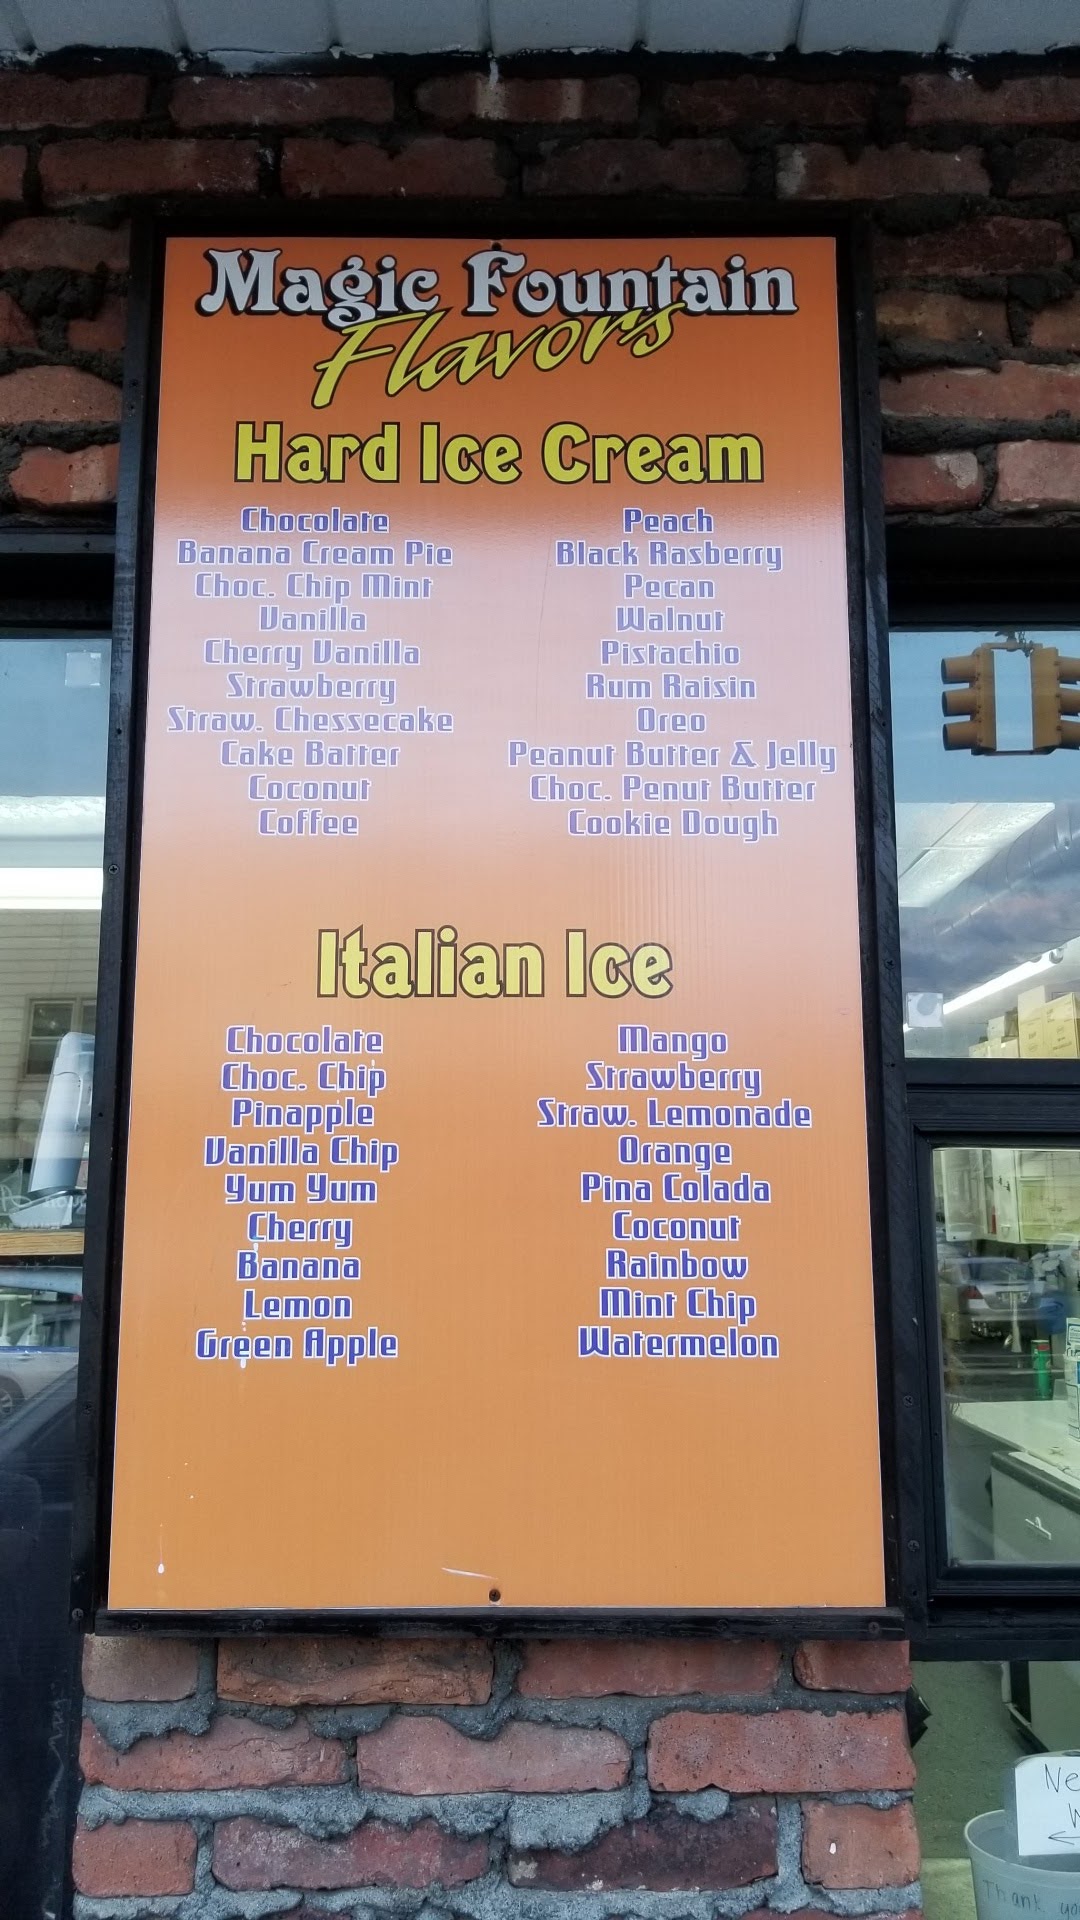 Magic Fountain
Flavors
Hard Ice Cream
Chocolate
Banana Cream Pie
Choc. Chip Mint
Vanilla
Cherry Vanilla
Strawberry
Straw. Chessecake
Cake Batter
Coconut
Coffee
Peach
Black Rasberry
Pecan
Walnut
Pistachio
Rum Raisin
Oreo
Peanut Butter & Jelly
Choc. Penut Butter
Cookie Dough
Italian Ice
Chocolate
Choc. Chip
Pinapple
Vanilla Chip
Yum Yum
Cherry
Banana
Lemon
Green Apple
Mango
Strawberry
Straw. Lemonade
Orange
Pina Colada
Coconut
Rainbow
Mint Chip
Watermelon
Thank